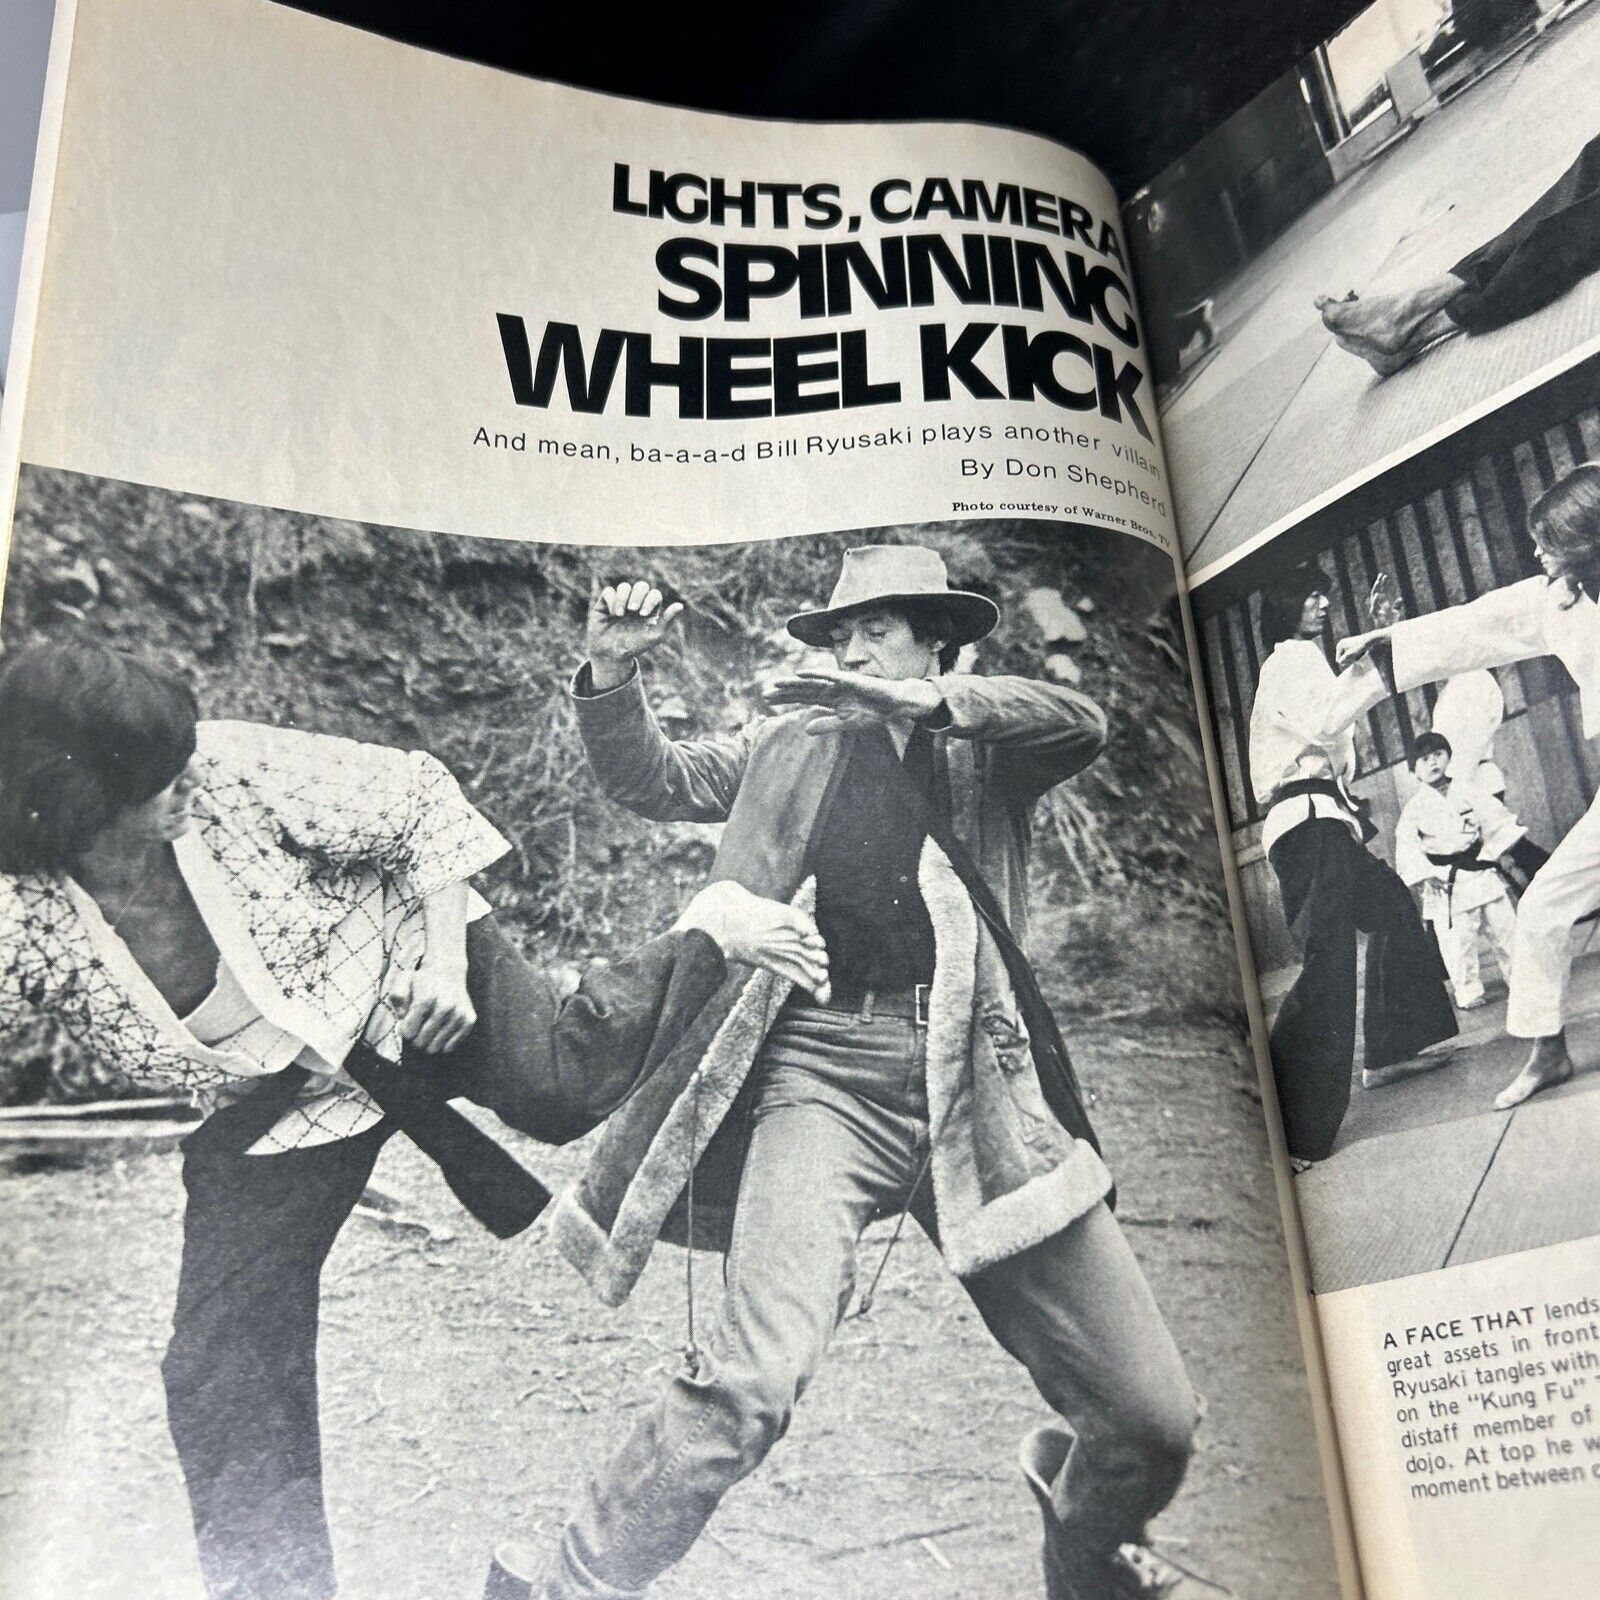 LIGHTS, CAMERA
SPINNING
WHEEL KICK
And mean, ba-a-a-d Bill Ryusaki plays another villain
By Don Shepherd
Photo courtesy of Warner Bros. TV
A FACE THAT lends
great assets in front
Ryusaki tangles with
on the "Kung Fu"
distaff member of
dojo. At top he
moment between